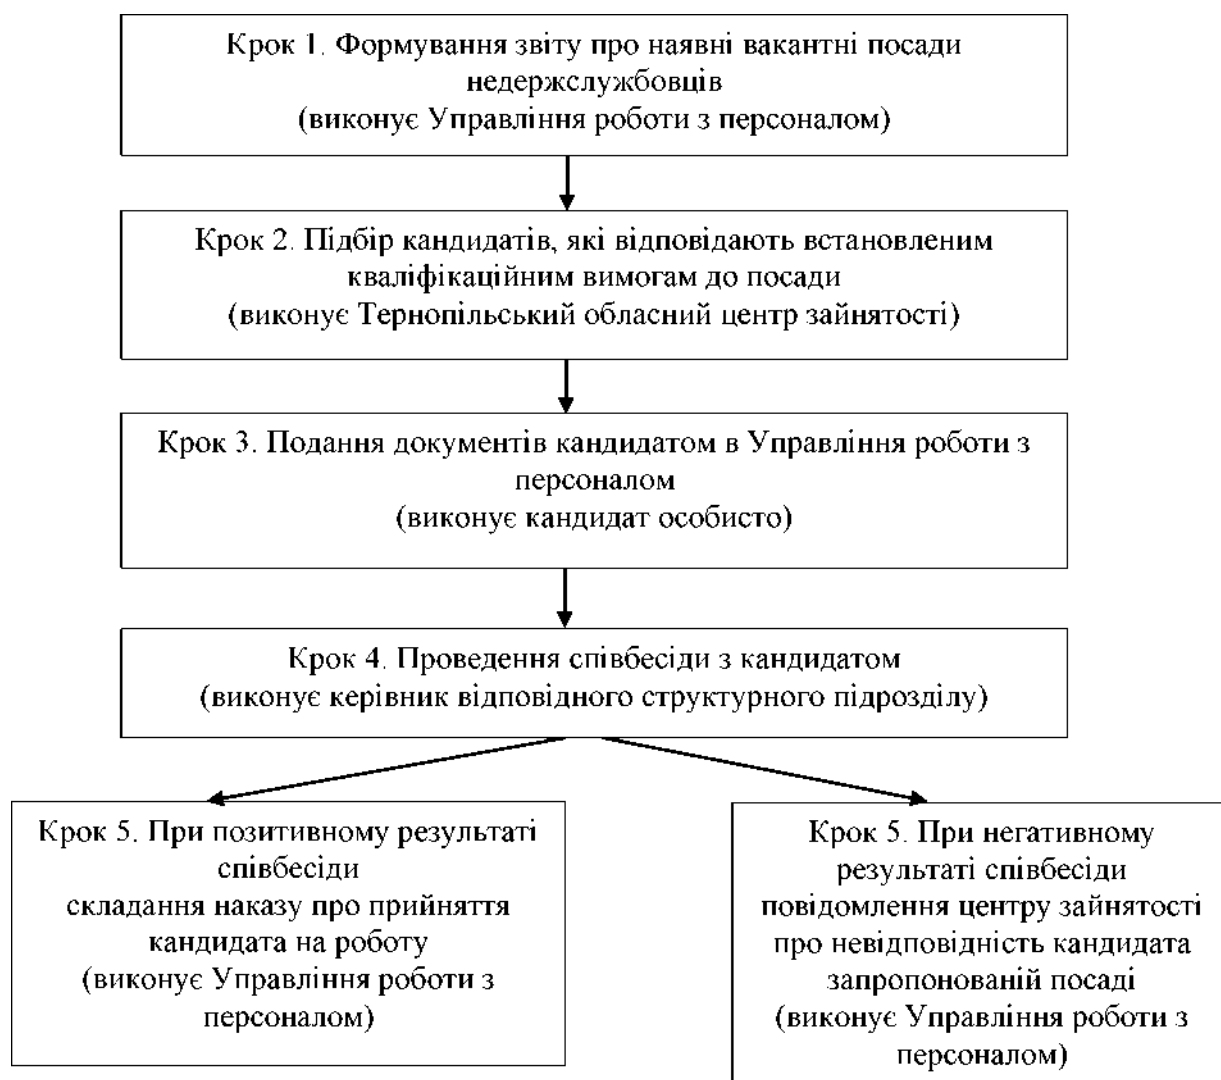 Крок 1. Формування звіту про наявні вакантні посади
недержслужбовців
(виконує Управління роботи з персоналом)
Крок 2. Підбір кандидатів, які відповідають встановленим
кваліфікаційним вимогам до посади
(виконує Тернопільський обласний центр зайнятості)
Крок 3. Подання документів кандидатом в Управління роботи з
персоналом
(виконує кандидат особисто)
Крок 4. Проведення співбесіди з кандидатом
(виконує керівник відповідного структурного підрозділу)
Крок 5. При позитивному результаті
співбесіди
складання наказу про прийняття
кандидата на роботу
(виконує Управління роботи з
персоналом)
Крок 5. При негативному
результаті співбесіди
повідомлення центру зайнятості
про невідповідність кандидата
запропонованій посаді
(виконує Управління роботи з
персоналом)